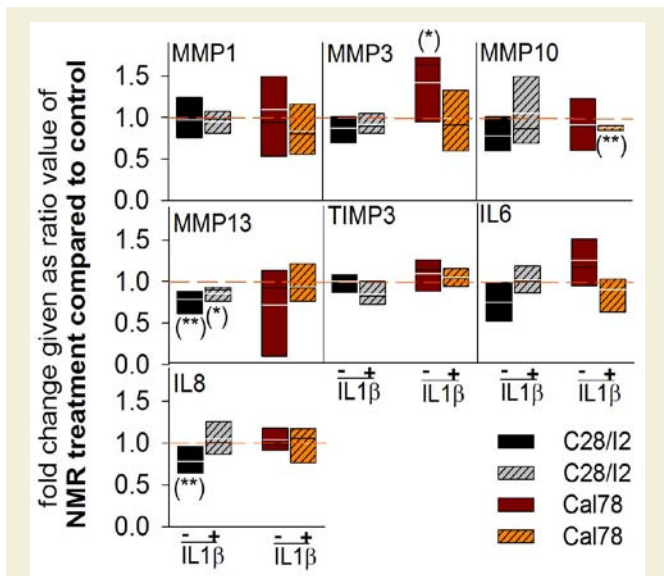 fold change given as ratio value of
NMR treatment compared to control
MMP1 MMP3 (*) MMP10
1.5
1.0
0.5
0.0
(**)
MMP13 TIMP3 IL6
1.5
1.0
0.5
0.0
(**) (*)
- + - + - + - +
IL1β IL1β IL1β IL1β
IL8
1.5
1.0
0.5
0.0
(**)
- + - +
IL1β IL1β
C28/I2
C28/I2
Cal78
Cal78